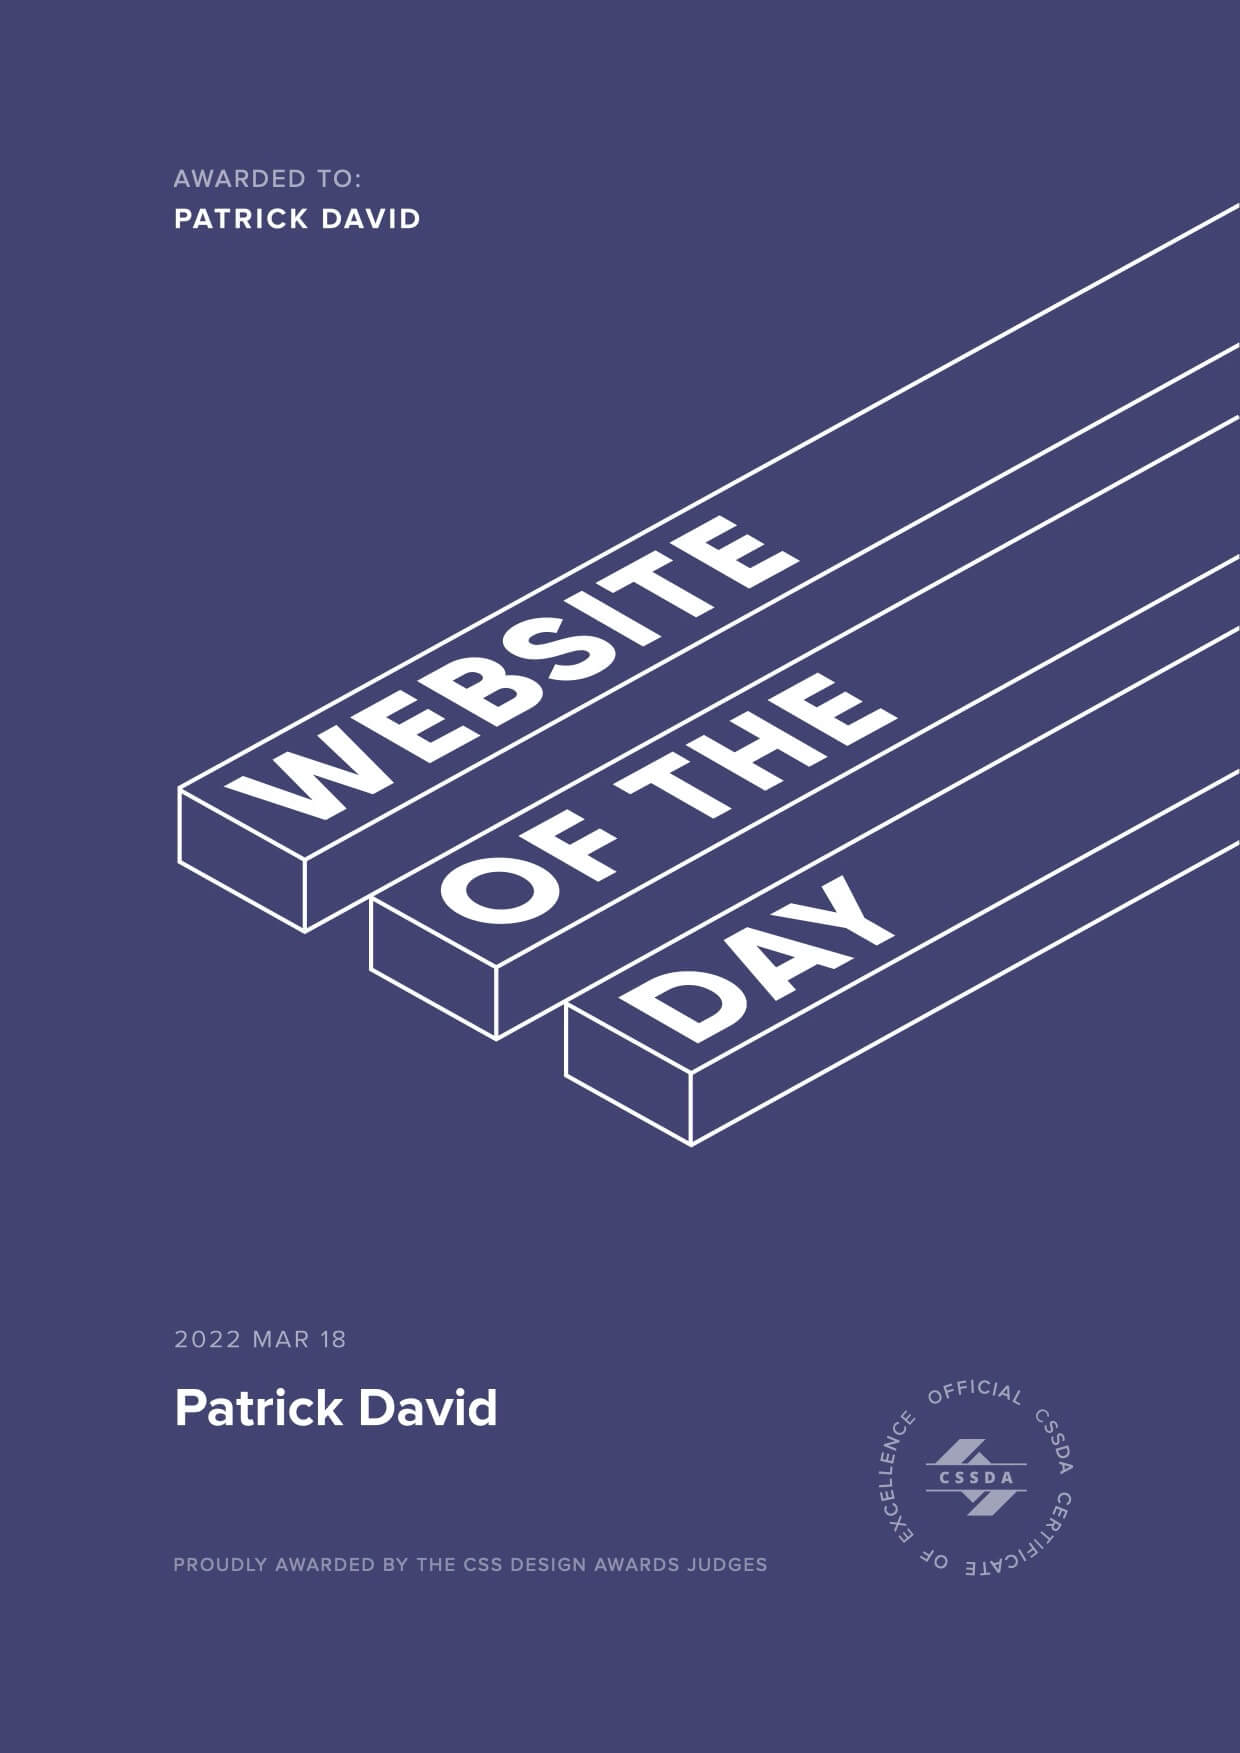 AWARDED TO:
PATRICK DAVID
WEBSITE
OF THE
DAY
2022 MAR 18
Patrick David
OFFICIAL CSSDA CERTIFICATE OF EXCELLENCE
CSSDA
PROUDLY AWARDED BY THE CSS DESIGN AWARDS JUDGES